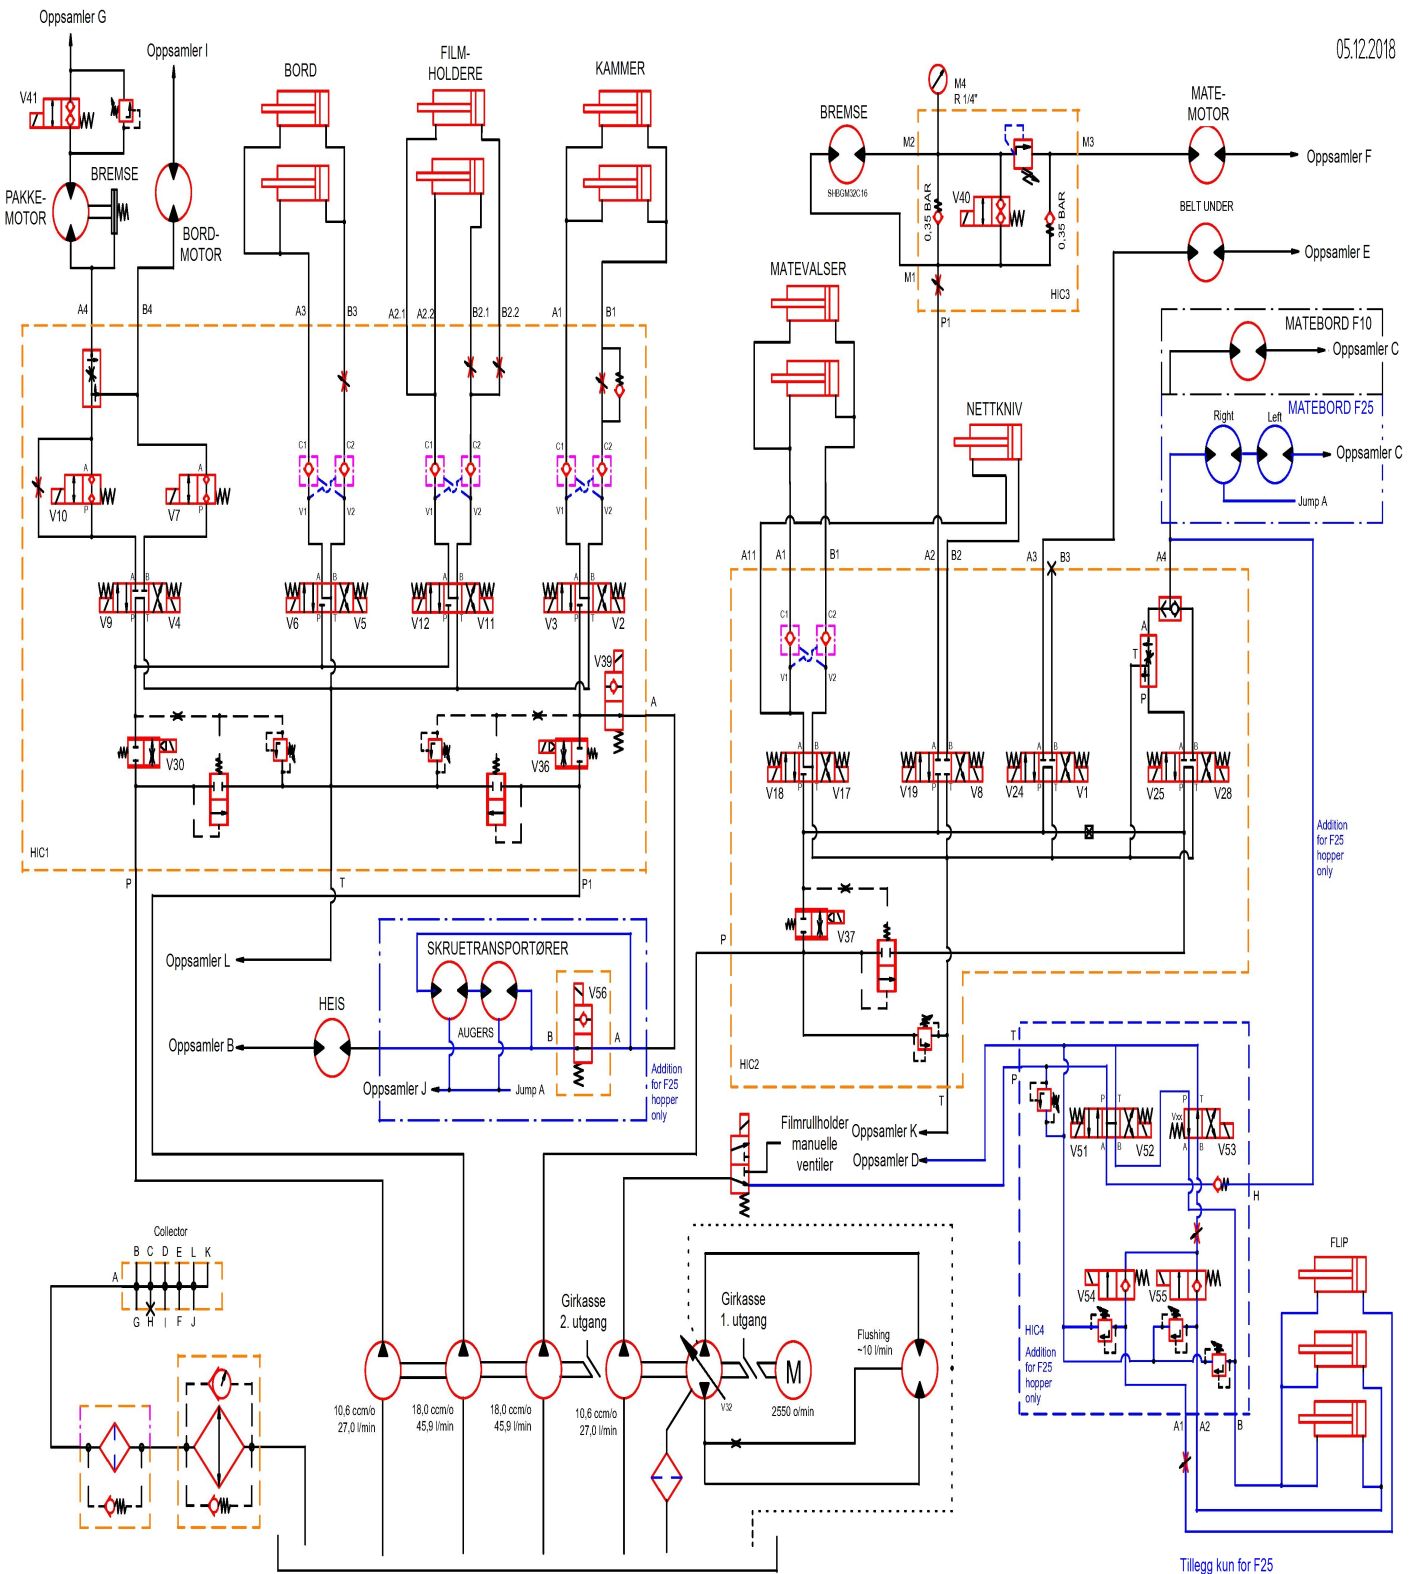 Oppsamler G
Oppsamler I
05.12.2018
BORD
FILM-
HOLDERE
KAMMER
V41
PAKKE-
MOTOR
BREMSE
BORD-
MOTOR
BREMSE
SHBGM32C16
M4
R 1/4"
M2
M3
MATE-
MOTOR
Oppsamler F
V40
0,35 BAR
0,35 BAR
BELT UNDER
Oppsamler E
M1
HIC3
P1
MATEVALSER
NETTKNIV
MATEBORD F10
Oppsamler C
MATEBORD F25
Right
Left
Oppsamler C
Jump A
A4
B4
A3
B3
A2.1
A2.2
B2.1
B2.2
A1
B1
C1
C2
C1
C2
C1
C2
V1
V2
V1
V2
V1
V2
A
P
V10
A
P
V7
A
B
P
T
V9
V4
A
B
P
T
V6
V5
A
B
P
T
V12
V11
A
B
P
T
V3
V2
V39
A
V30
V36
HIC1
P
T
P1
A11
A1
B1
A2
B2
A3
B3
A4
C1
C2
V1
V2
A
T
P
A
B
P
T
V18
V17
A
B
P
T
V19
V8
A
B
P
T
V24
V1
A
B
P
T
V25
V28
Addition
for F25
hopper
only
V37
P
HIC2
T
Oppsamler L
HEIS
Oppsamler B
SKRUETRANSPORTØRER
AUGERS
V56
B
A
Oppsamler J
Jump A
Addition
for F25
hopper
only
Filmrullholder
manuelle
ventiler
Oppsamler K
Oppsamler D
T
P
P
T
A
B
V51
V52
P
T
Vxx
A
B
V53
H
V54
V55
HIC4
Addition
for F25
hopper
only
A1
A2
B
FLIP
Tillegg kun for F25
Collector
B C D E L K
A
G H I F J
Girkasse
2. utgang
Girkasse
1. utgang
Flushing
~10 l/min
10,6 ccm/o
27,0 l/min
18,0 ccm/o
45,9 l/min
18,0 ccm/o
45,9 l/min
10,6 ccm/o
27,0 l/min
V32
M
2550 o/min